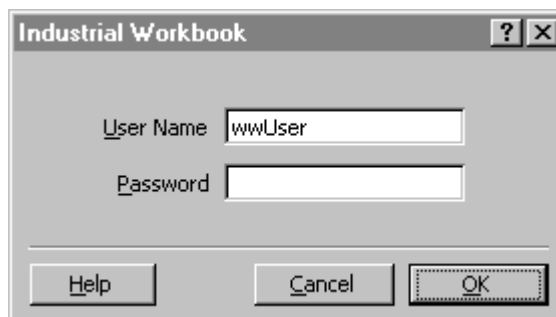 Industrial Workbook ? X
User Name wwUser
Password
Help Cancel OK